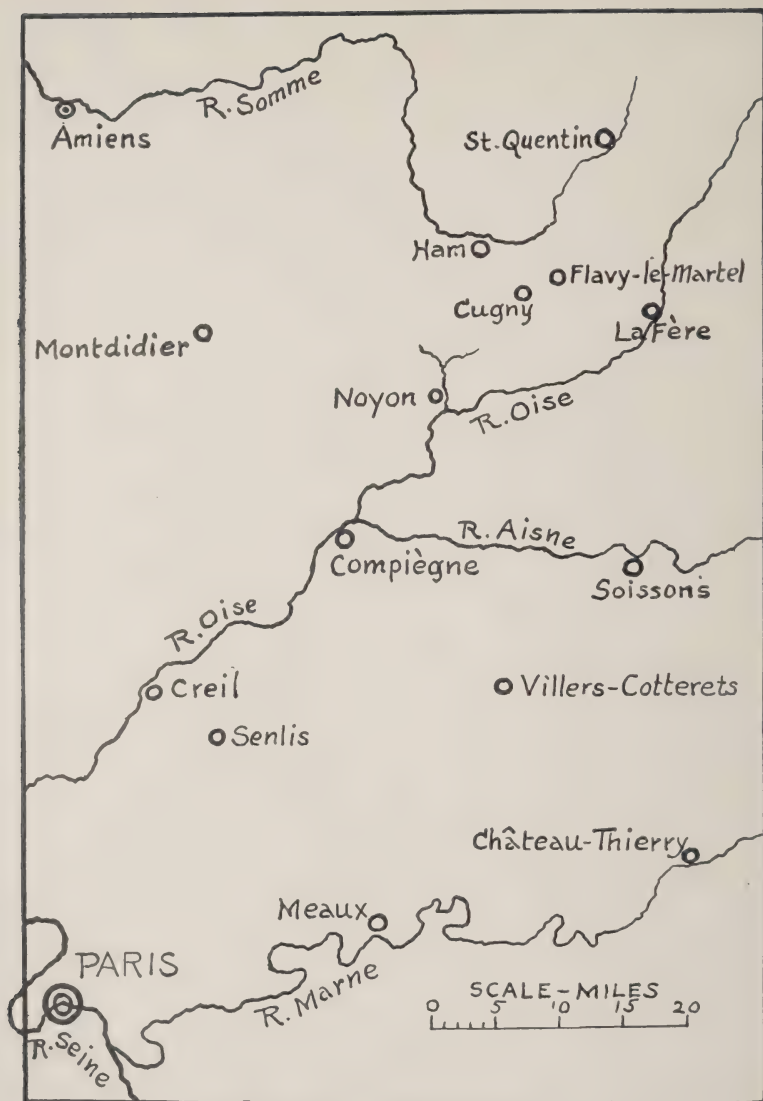 R. Somme
Amiens
St. Quentin
Ham
Flavy-le-Martel
Cugny
La Fère
Montdidier
Noyon
R. Oise
R. Aisne
Compiègne
Soissons
R. Oise
Creil
Villers-Cotterets
Senlis
Château-Thierry
Meaux
PARIS
R. Marne
SCALE-MILES
0 5 10 15 20
R. Seine